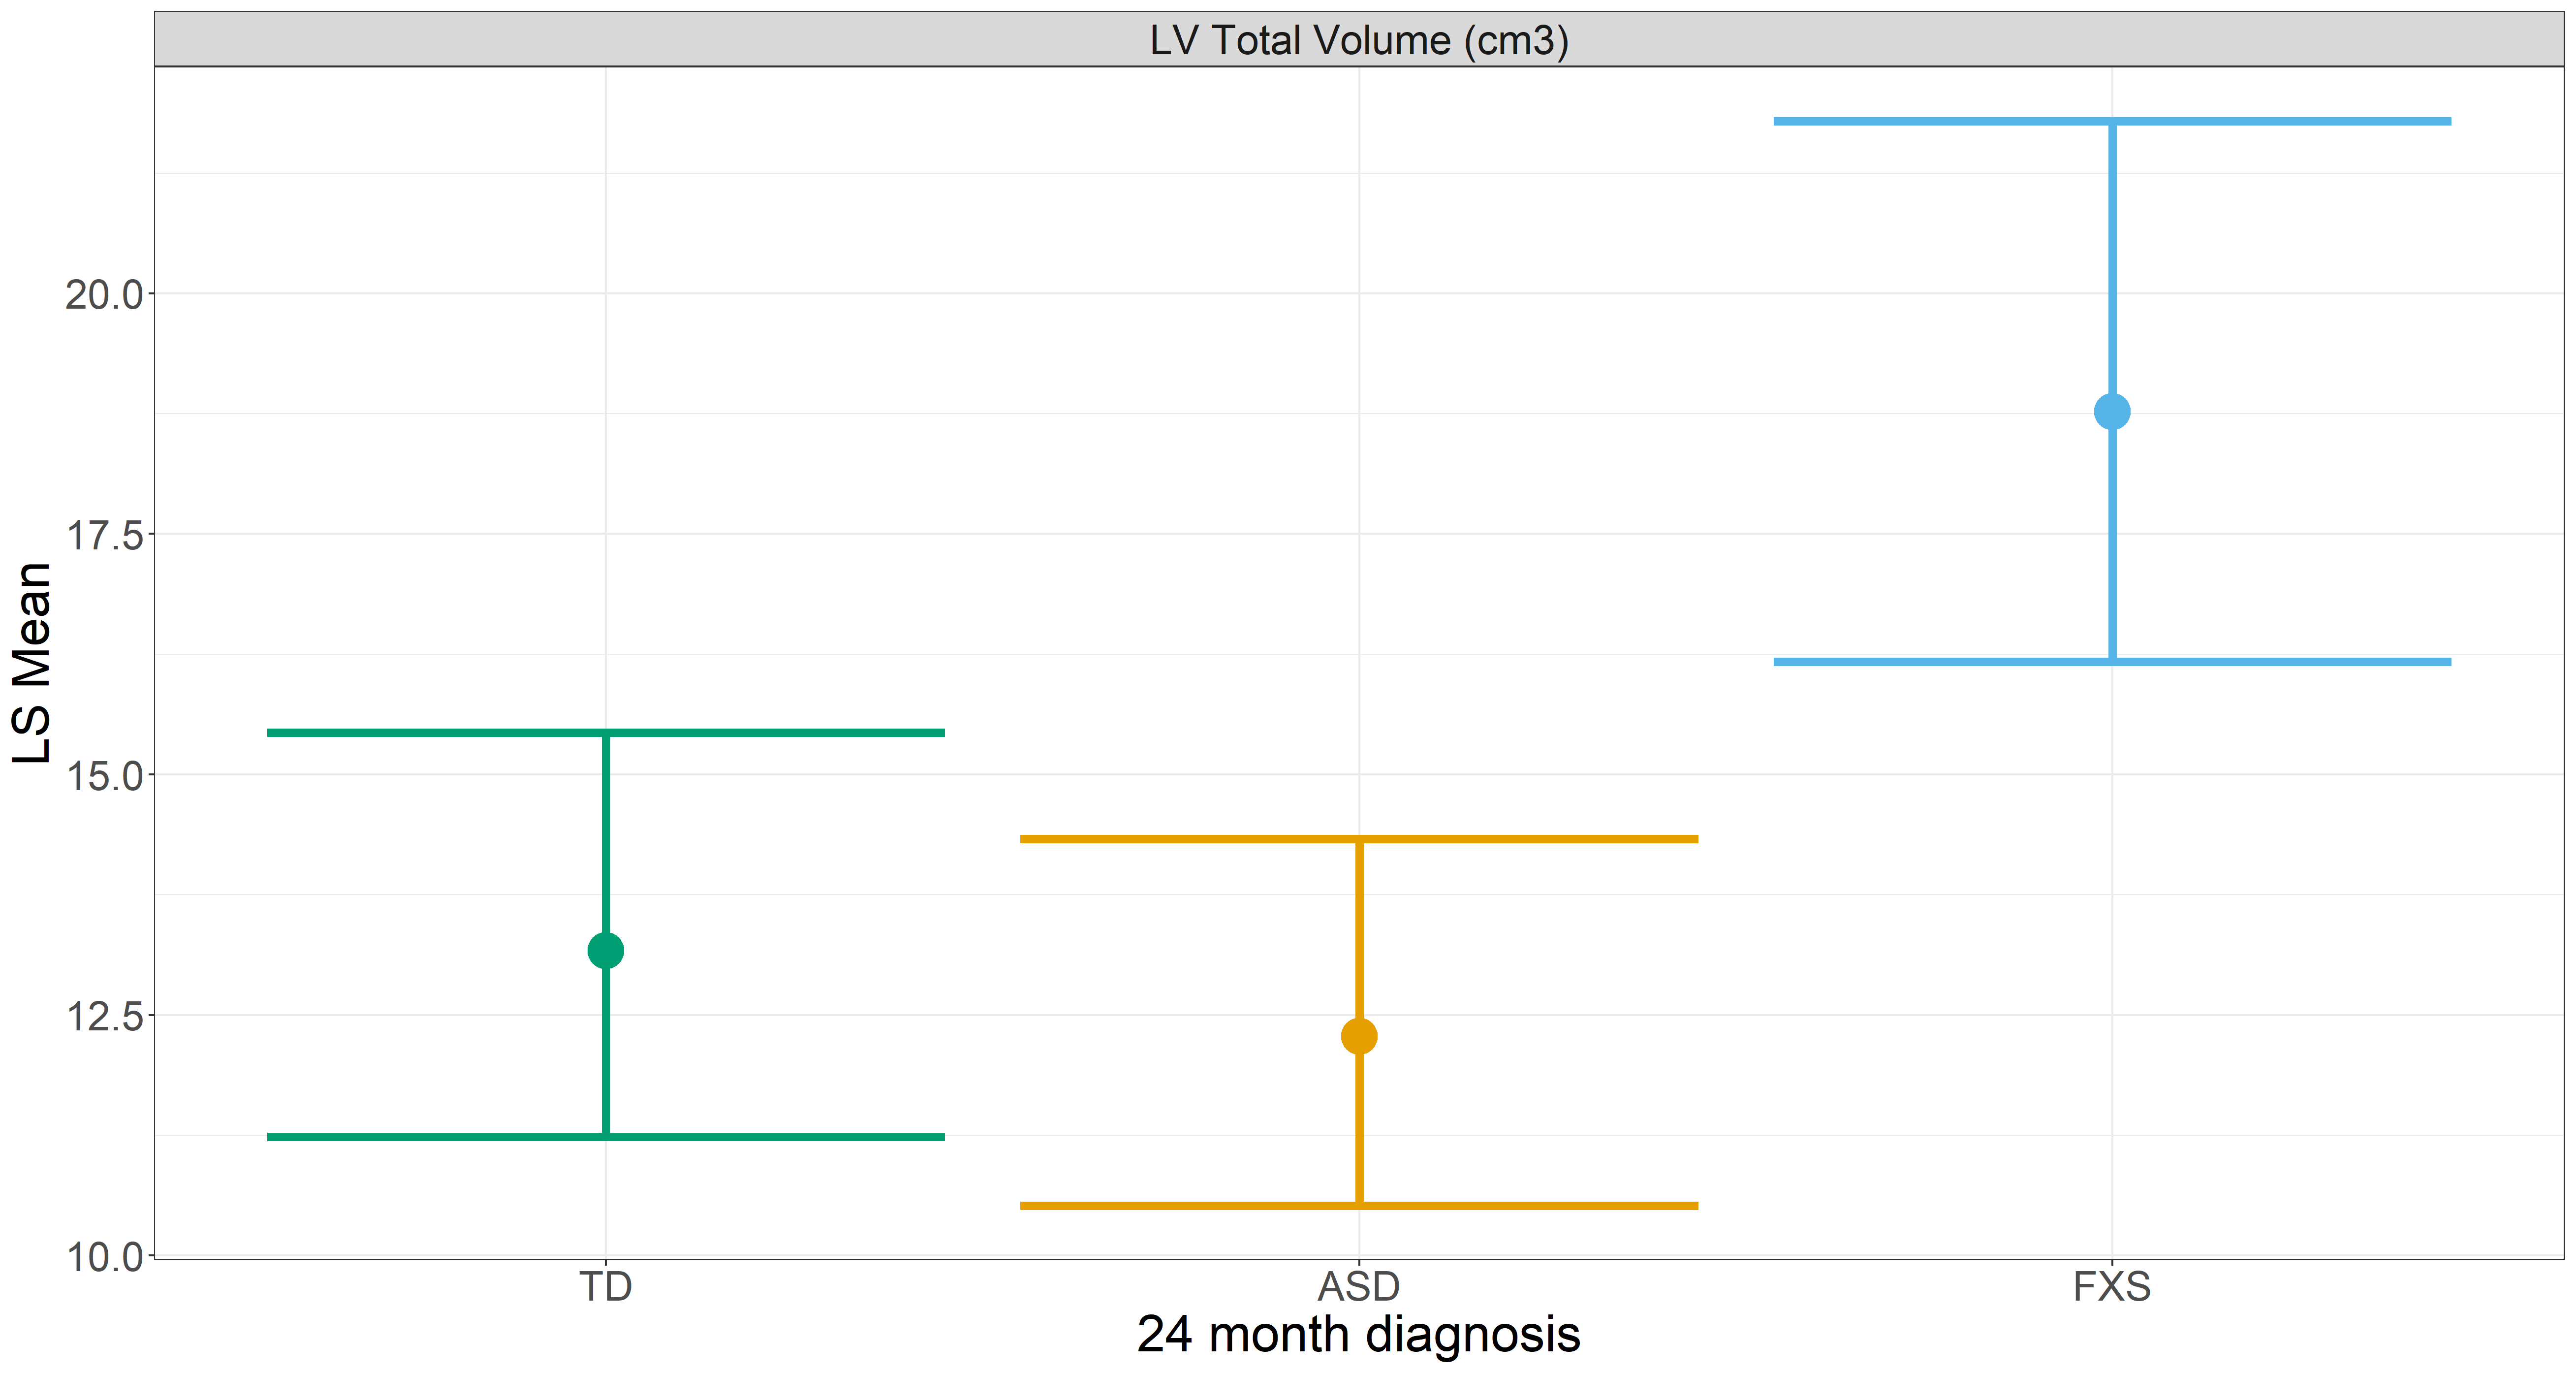 LV Total Volume (cm3)
LS Mean
20.0
17.5
15.0
12.5
10.0
TD
ASD
FXS
24 month diagnosis